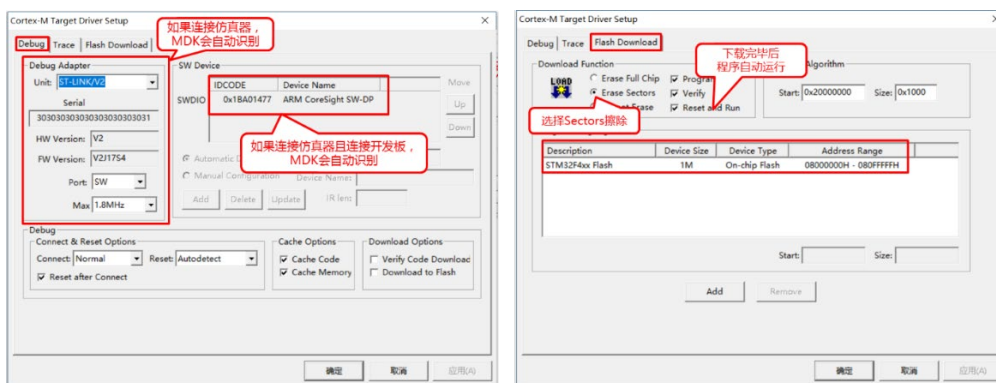 Cortex-M Target Driver Setup
如果连接仿真器，
MDK会自动识别
Debug Trace Flash Download
Debug Adapter
Unit: ST-LINK/V2
Serial
HW Version: V2
FW Version: V2J17S4
Port: SW
Max 1.8MHz
SW Device
IDCODE Device Name
SWDIO 0x1BA01477 ARM CoreSight SW-DP
Move
Up
Down
如果连接仿真器且连接开发板，
MDK会自动识别
Automatic
Manual Configuration Device Name:
Add Delete Update IR len:
Debug
Connect & Reset Options
Connect: Normal Reset: Autodetect
Reset after Connect
Cache Options
Cache Code
Cache Memory
Download Options
Verify Code Download
Download to Flash
确定 取消 应用(A)
Cortex-M Target Driver Setup
Debug Trace Flash Download
下载完毕后
程序自动运行
Download Function
LOAD
Erase Full Chip
Erase Sectors
Erase
Program
Verify
Reset and Run
Algorithm
Start: 0x20000000 Size: 0x1000
选择Sectors擦除
Description Device Size Device Type Address Range
STM32F4xx Flash 1M On-chip Flash 08000000H - 080FFFFFH
Start: Size:
Add Remove
确定 取消 应用(A)